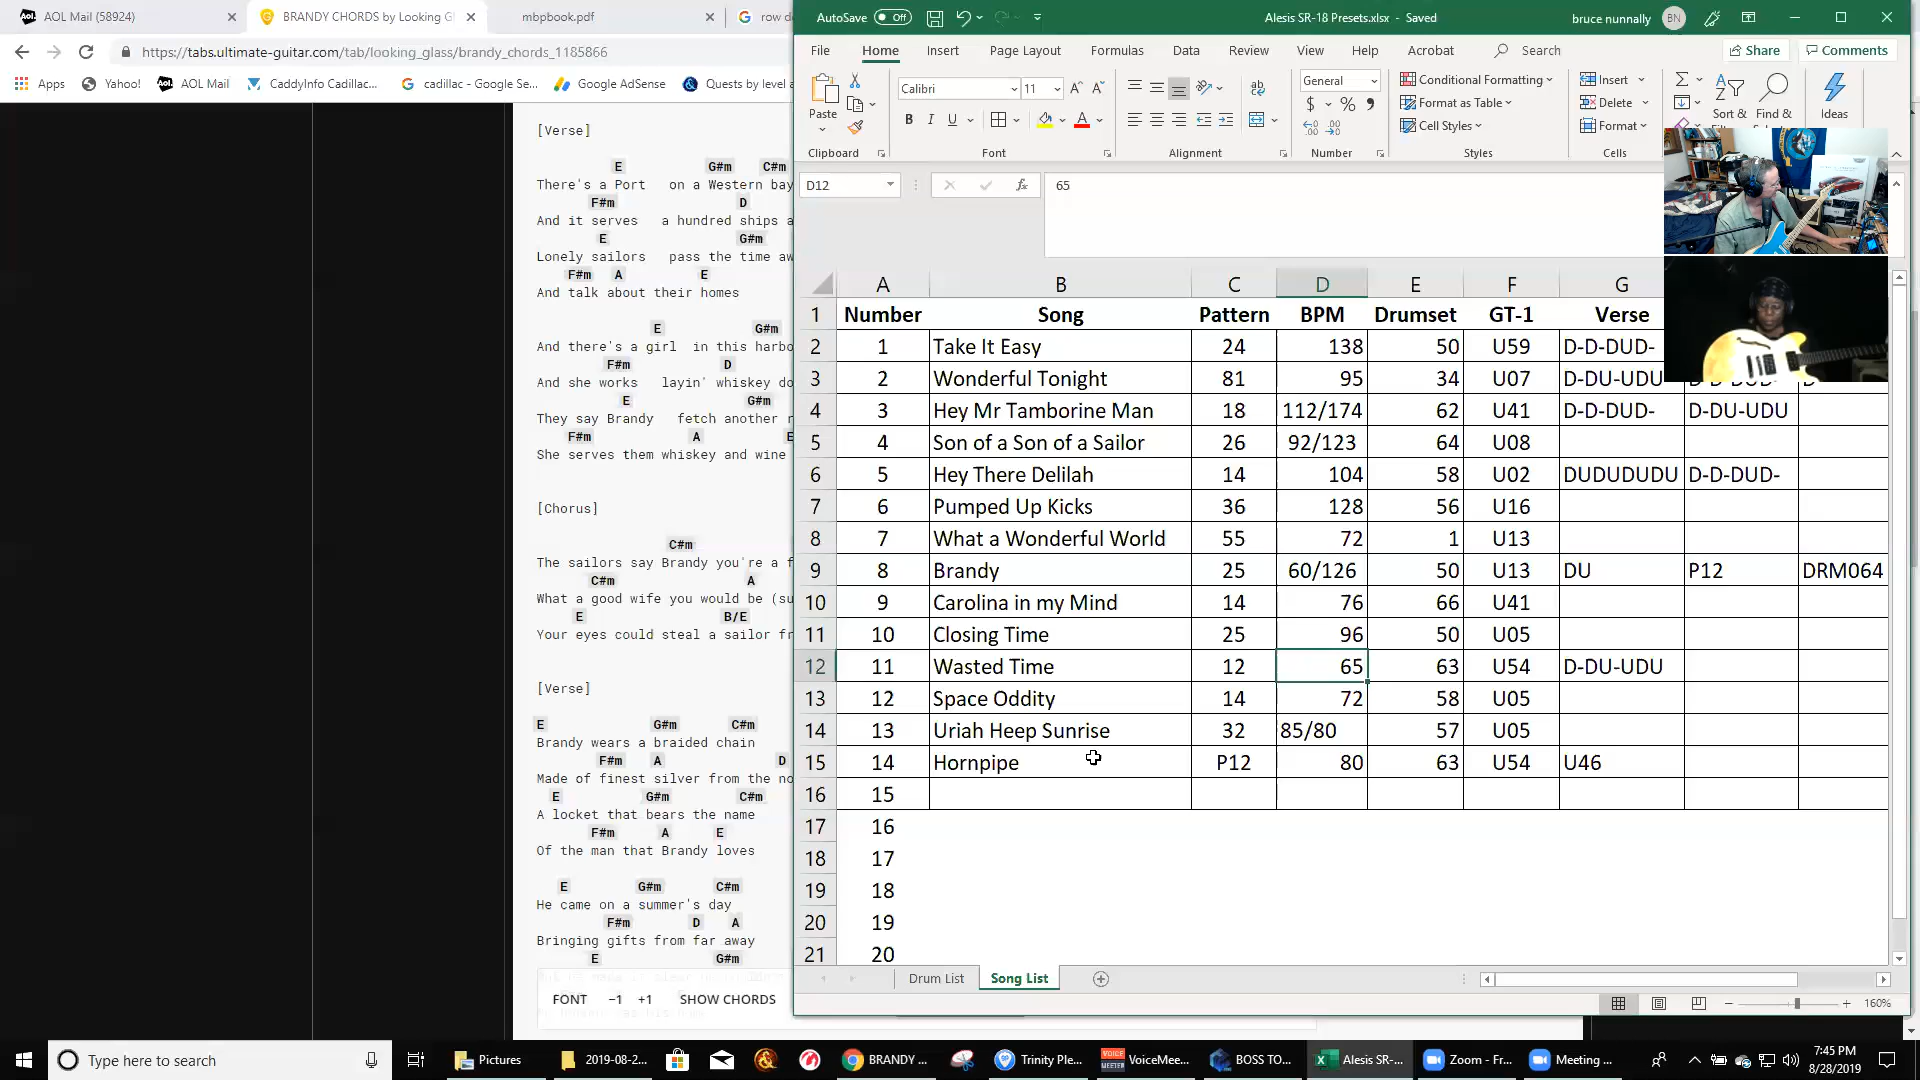 AOL Mail (58924)
BRANDY CHORDS by Looking G
mbpbook.pdf
row d
https://tabs.ultimate-guitar.com/tab/looking_glass/brandy_chords_1185866
Apps
Yahoo!
AOL Mail
CaddyInfo Cadillac...
cadillac - Google Se...
Google AdSense
Quests by level a
[Verse]
E G#m C#m
There's a Port on a Western bay
F#m D
And it serves a hundred ships a
E G#m
Lonely sailors pass the time aw
F#m A E
And talk about their homes
E G#m
And there's a girl in this harbo
F#m D
And she works layin' whiskey do
E G#m
They say Brandy fetch another r
F#m A E
She serves them whiskey and wine
[Chorus]
C#m
The sailors say Brandy you're a f
C#m A
What a good wife you would be (su
E B/E
Your eyes could steal a sailor fr
[Verse]
E G#m C#m
Brandy wears a braided chain
F#m A D
Made of finest silver from the no
E G#m C#m
A locket that bears the name
F#m A E
Of the man that Brandy loves
E G#m C#m
He came on a summer's day
F#m D A
Bringing gifts from far away
E G#m
FONT −1 +1 SHOW CHORDS
AutoSave Off
Alesis SR-18 Presets.xlsx - Saved
bruce nunnally BN
File Home Insert Page Layout Formulas Data Review View Help Acrobat Search Share Comments
Paste
Calibri 11
B I U
General
$ %
Conditional Formatting
Format as Table
Cell Styles
Insert
Delete
Format
Sort & Find &
Ideas
Clipboard Font Alignment Number Styles Cells
D12 fx 65
A B C D E F G
1 Number Song Pattern BPM Drumset GT-1 Verse
2 1 Take It Easy 24 138 50 U59 D-D-DUD-
3 2 Wonderful Tonight 81 95 34 U07 D-DU-UDU
4 3 Hey Mr Tamborine Man 18 112/174 62 U41 D-D-DUD- D-DU-UDU
5 4 Son of a Son of a Sailor 26 92/123 64 U08
6 5 Hey There Delilah 14 104 58 U02 DUDUDUDU D-D-DUD-
7 6 Pumped Up Kicks 36 128 56 U16
8 7 What a Wonderful World 55 72 1 U13
9 8 Brandy 25 60/126 50 U13 DU P12 DRM064
10 9 Carolina in my Mind 14 76 66 U41
11 10 Closing Time 25 96 50 U05
12 11 Wasted Time 12 65 63 U54 D-DU-UDU
13 12 Space Oddity 14 72 58 U05
14 13 Uriah Heep Sunrise 32 85/80 57 U05
15 14 Hornpipe P12 80 63 U54 U46
16 15
17 16
18 17
19 18
20 19
21 20
Drum List Song List
160%
Type here to search
Pictures
2019-08-2...
BRANDY ...
Trinity Ple...
VOICE MEETER
VoiceMee...
BOSS TO...
Alesis SR-...
Zoom - Fr...
Meeting ...
7:45 PM
8/28/2019